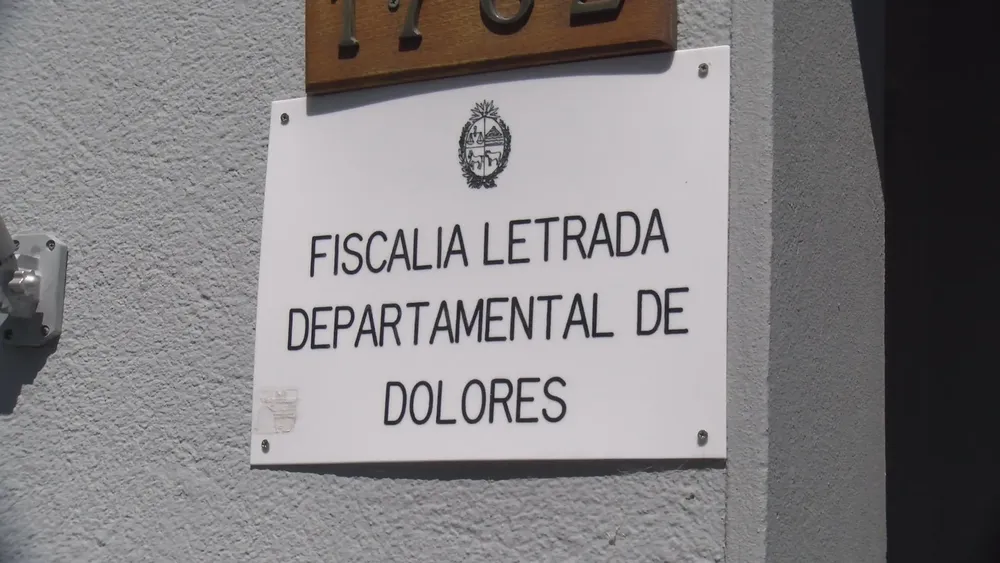 FISCALIA LETRADA
DEPARTAMENTAL DE
DOLORES